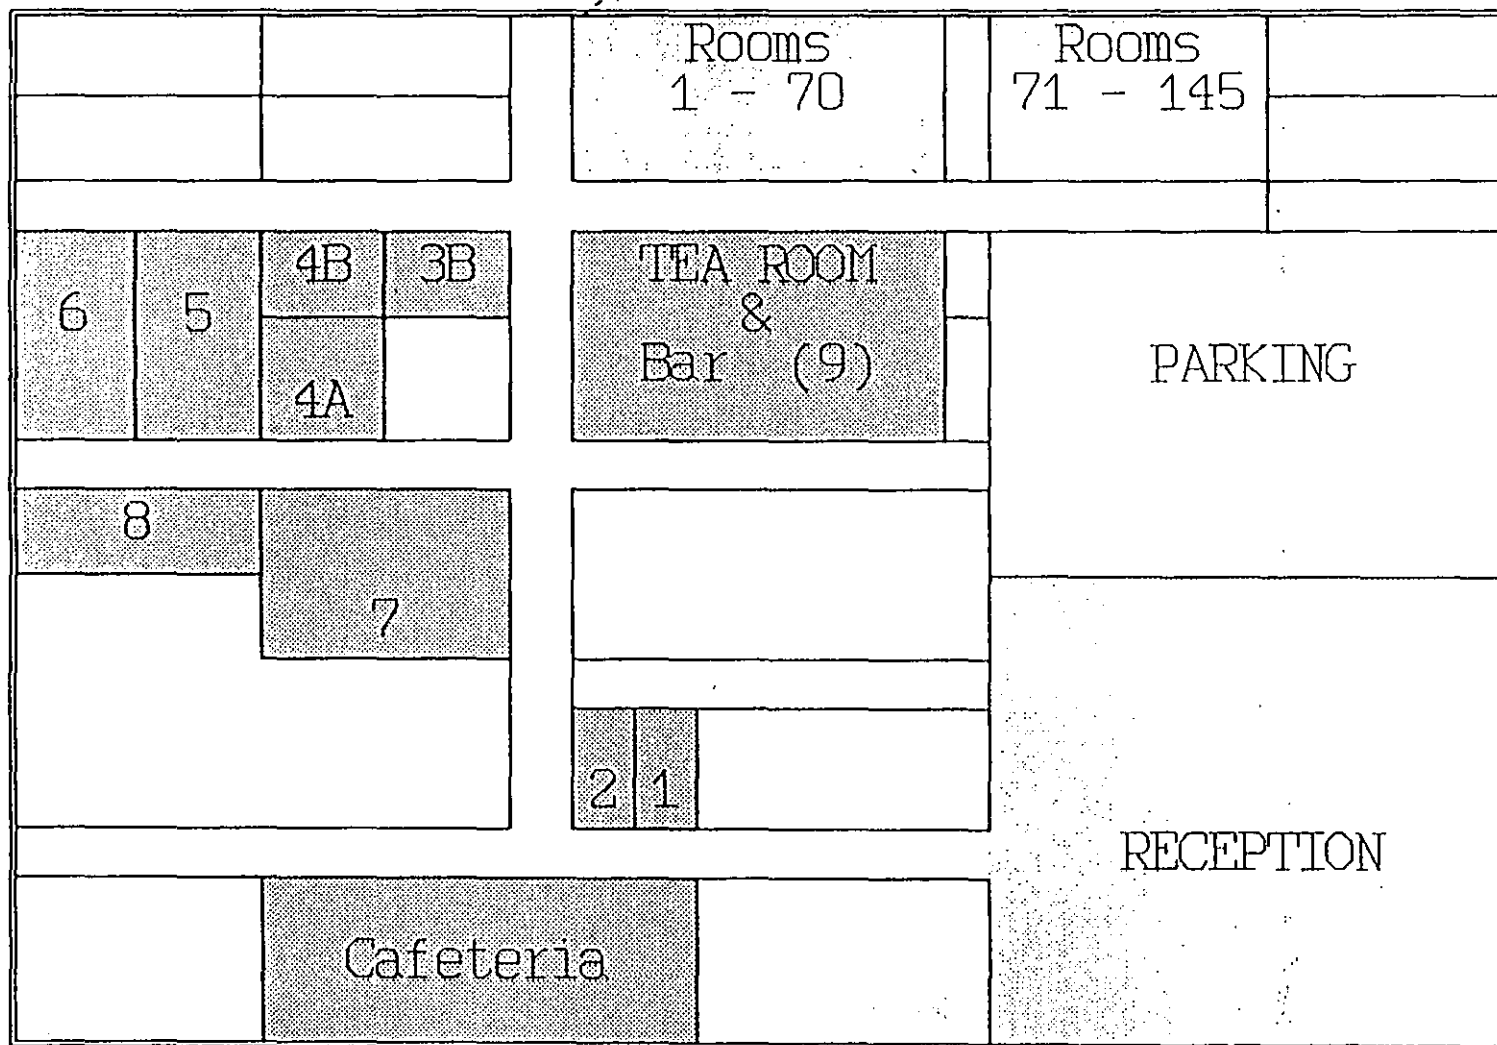 Rooms
1 - 70
Rooms
71 - 145
6
5
4B
3B
4A
TEA ROOM
&
Bar (9)
PARKING
8
7
2
1
RECEPTION
Cafeteria